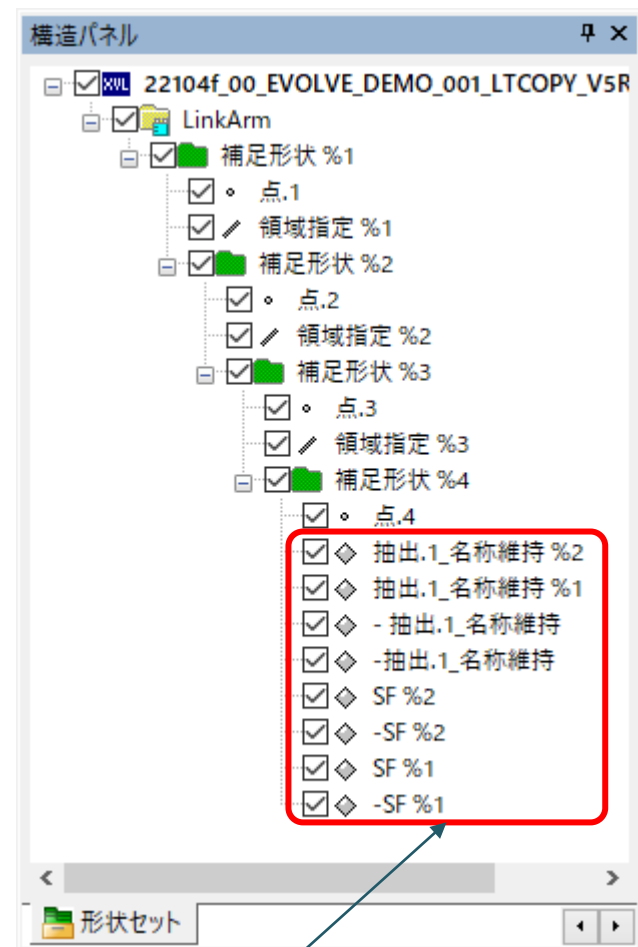 構造パネル
XVL 22104f_00_EVOLVE_DEMO_001_LTCOPY_V5R
LinkArm
補足形状 %1
点.1
領域指定 %1
補足形状 %2
点.2
領域指定 %2
補足形状 %3
点.3
領域指定 %3
補足形状 %4
点.4
抽出.1_名称維持 %2
抽出.1_名称維持 %1
- 抽出.1_名称維持
-抽出.1_名称維持
SF %2
-SF %2
SF %1
-SF %1
形状セット